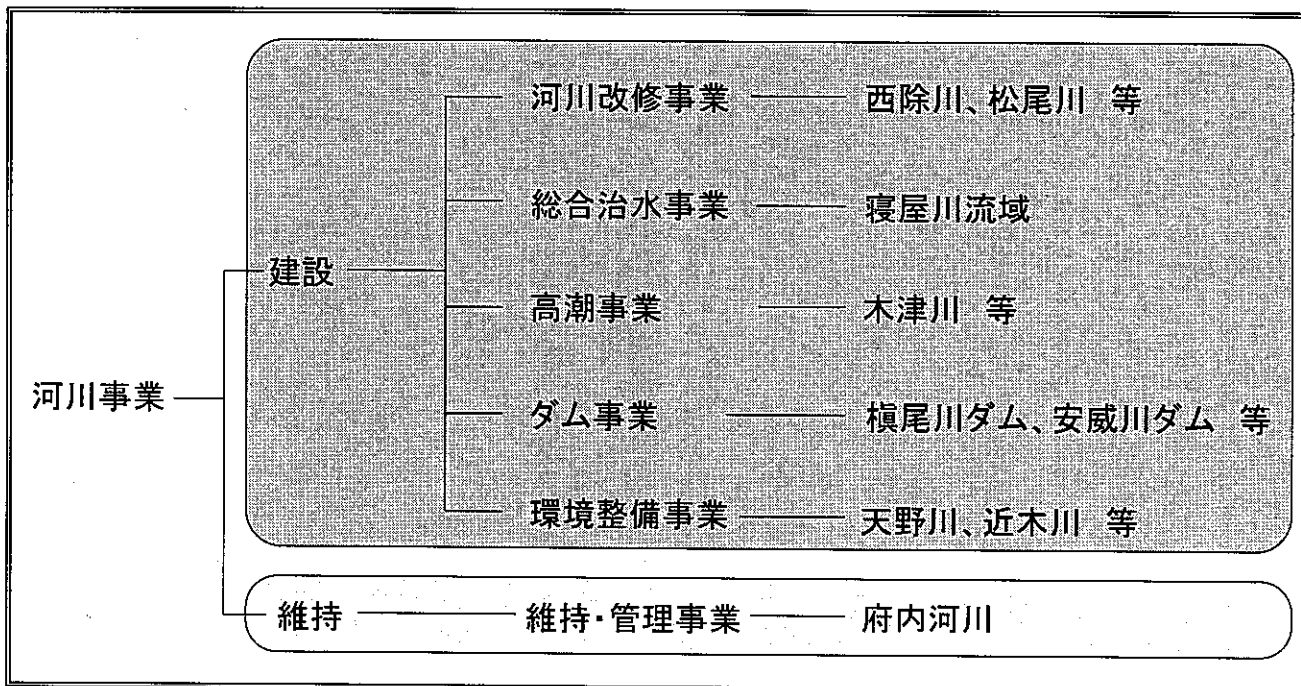 河川改修事業 西除川、松尾川 等
総合治水事業 寝屋川流域
建設
高潮事業 木津川 等
河川事業
ダム事業 槇尾川ダム、安威川ダム 等
環境整備事業 天野川、近木川 等
維持 維持・管理事業 府内河川